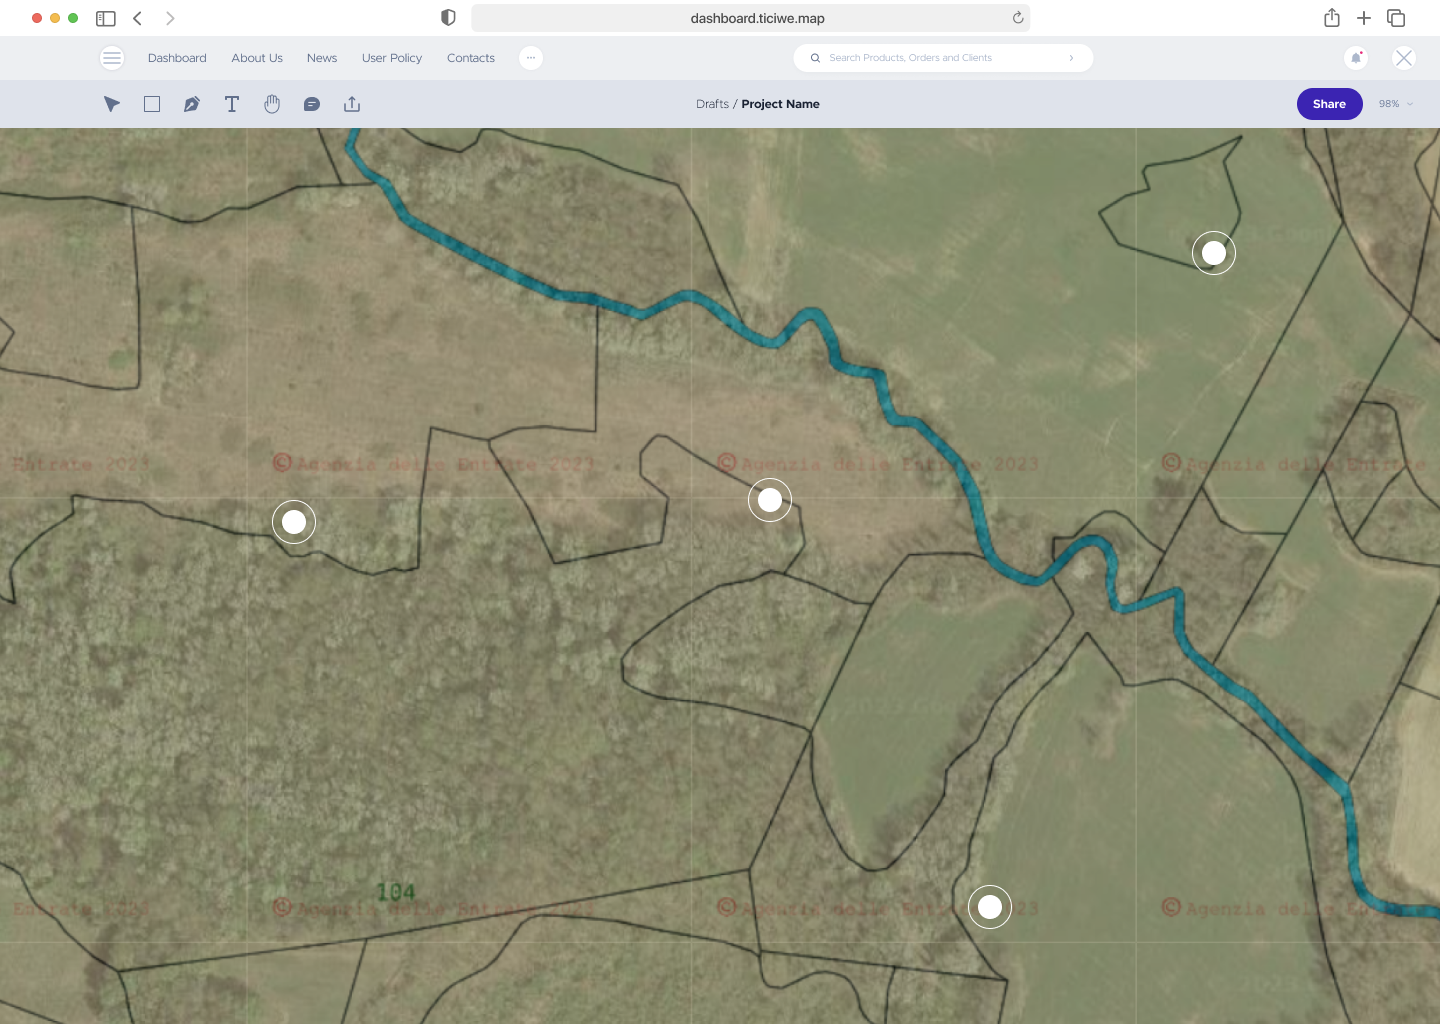 dashboard.ticiwe.map
Dashboard About Us News User Policy Contacts
Search Products, Orders and Clients
Drafts / Project Name
Share
98%
Entrate 2023
© Agenzia delle Entrate 2023
© Agenzia delle Entrate 2023
© Agenzia delle Entrate
104
Entrate 2023
© Agenzia delle Entrate 2023
© Agenzia delle 2023
© Agenzia delle